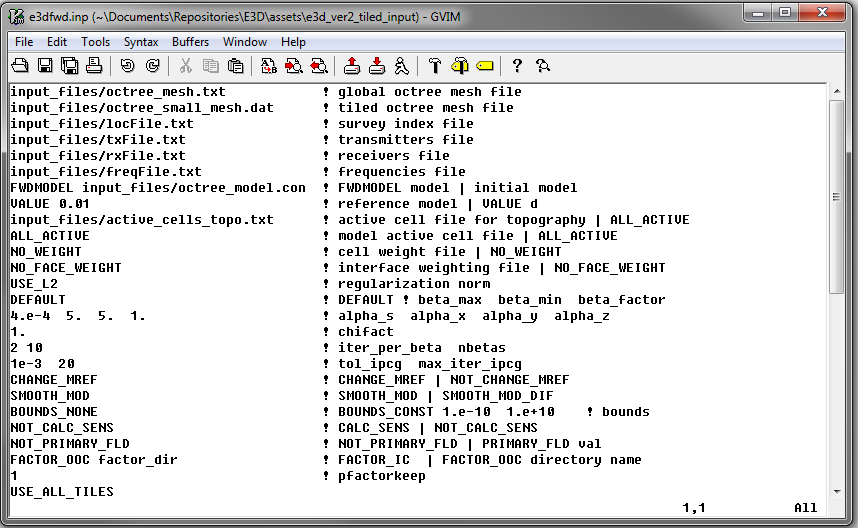 e3dfwd.inp (~\Documents\Repositories\E3D\assets\e3d_ver2_tiled_input) - GVIM
File Edit Tools Syntax Buffers Window Help
input_files/octree_mesh.txt ! global octree mesh file
input_files/octree_small_mesh.dat ! tiled octree mesh file
input_files/locFile.txt ! survey index file
input_files/txFile.txt ! transmitters file
input_files/rxFile.txt ! receivers file
input_files/freqFile.txt ! frequencies file
FWDMODEL input_files/octree_model.con ! FWDMODEL model | initial model
VALUE 0.01 ! reference model | VALUE d
input_files/active_cells_topo.txt ! active cell file for topography | ALL_ACTIVE
ALL_ACTIVE ! model active cell file | ALL_ACTIVE
NO_WEIGHT ! cell weight file | NO_WEIGHT
NO_FACE_WEIGHT ! interface weighting file | NO_FACE_WEIGHT
USE_L2 ! regularization norm
DEFAULT ! DEFAULT ! beta_max beta_min beta_factor
4.e-4 5. 5. 1. ! alpha_s alpha_x alpha_y alpha_z
1. ! chifact
2 10 ! iter_per_beta nbetas
1e-3 20 ! tol_ipcg max_iter_ipcg
CHANGE_MREF ! CHANGE_MREF | NOT_CHANGE_MREF
SMOOTH_MOD ! SMOOTH_MOD | SMOOTH_MOD_DIF
BOUNDS_NONE ! BOUNDS_CONST 1.e-10 1.e+10 ! bounds
NOT_CALC_SENS ! CALC_SENS | NOT_CALC_SENS
NOT_PRIMARY_FLD ! NOT_PRIMARY_FLD | PRIMARY_FLD val
FACTOR_OOC factor_dir ! FACTOR_IC | FACTOR_OOC directory name
1 ! pfactorkeep
USE_ALL_TILES
1,1 All